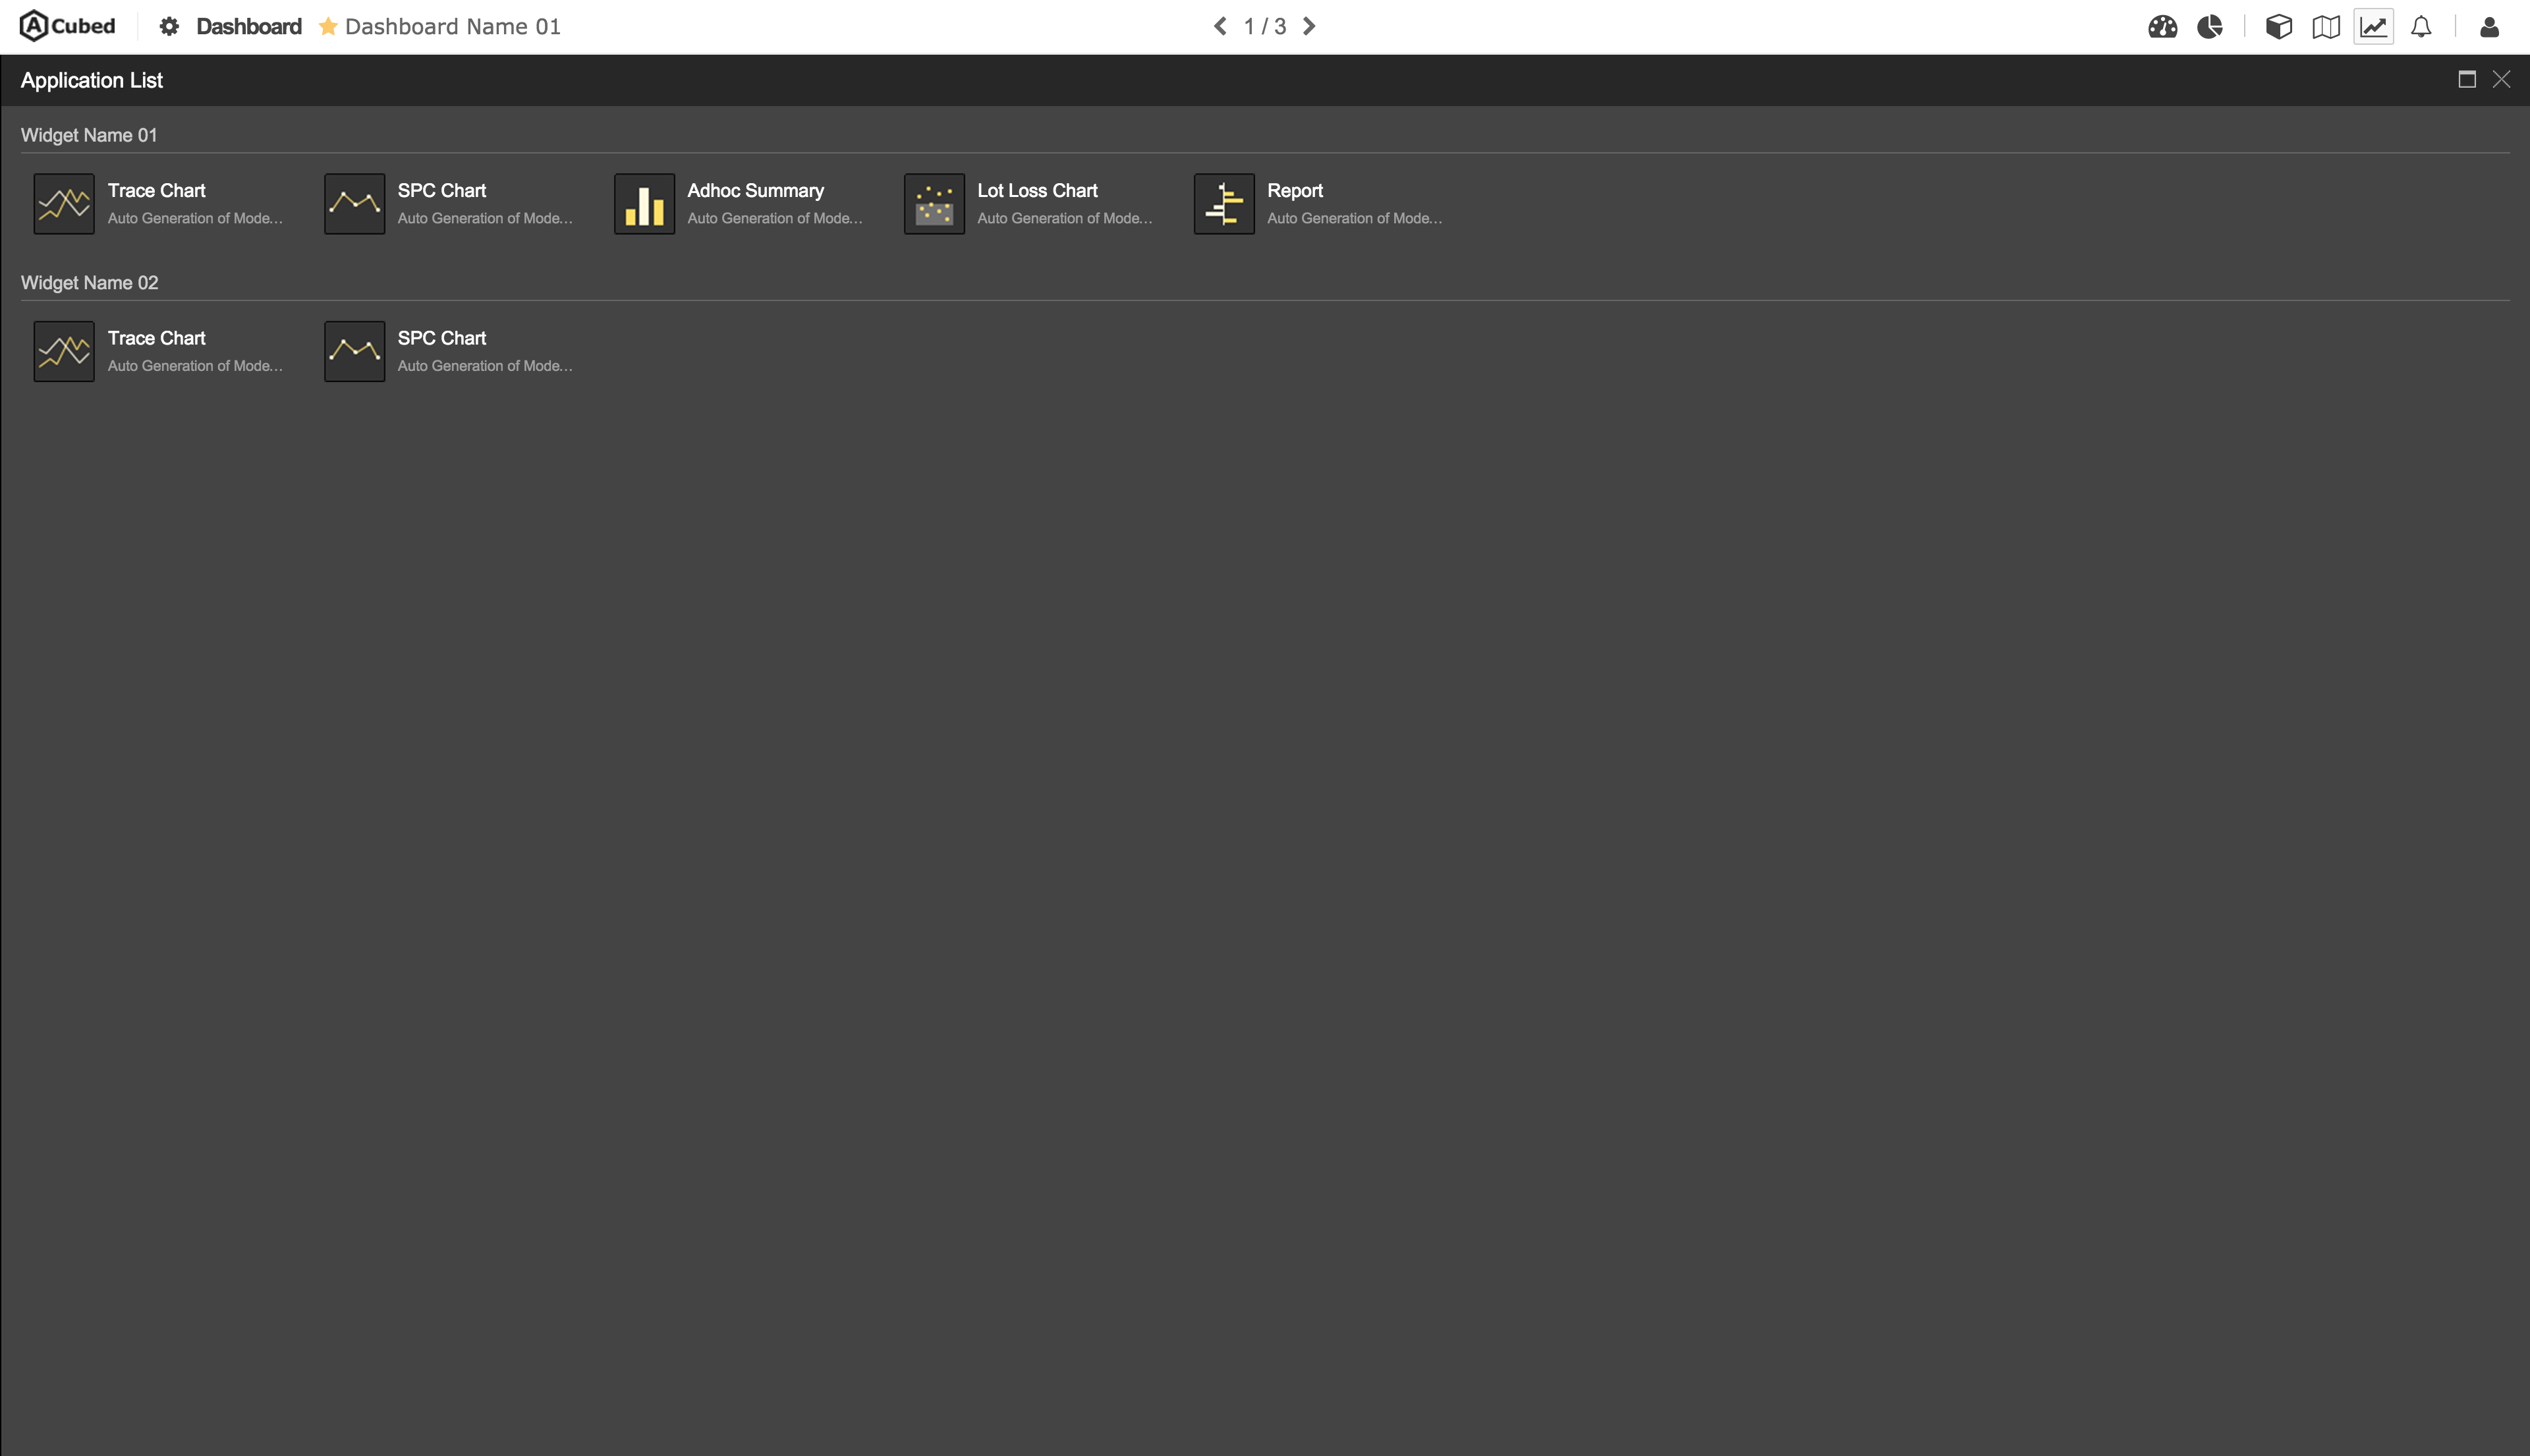 A Cubed Dashboard Dashboard Name 01 1 / 3
Application List
Widget Name 01
Trace Chart SPC Chart Adhoc Summary Lot Loss Chart Report
Auto Generation of Mode... Auto Generation of Mode... Auto Generation of Mode... Auto Generation of Mode... Auto Generation of Mode...
Widget Name 02
Trace Chart SPC Chart
Auto Generation of Mode... Auto Generation of Mode...